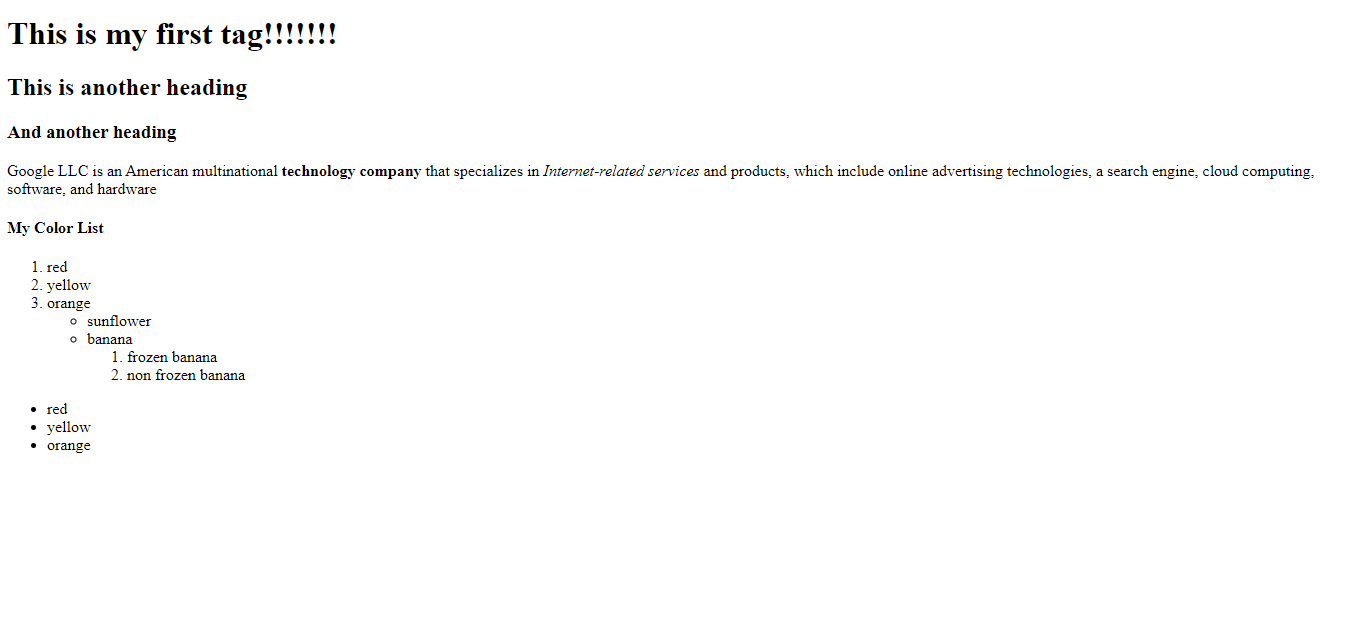 This is my first tag!!!!!!!
This is another heading
And another heading
Google LLC is an American multinational technology company that specializes in Internet-related services and products, which include online advertising technologies, a search engine, cloud computing,
software, and hardware
My Color List
1. red
2. yellow
3. orange
◦ sunflower
◦ banana
1. frozen banana
2. non frozen banana
• red
• yellow
• orange